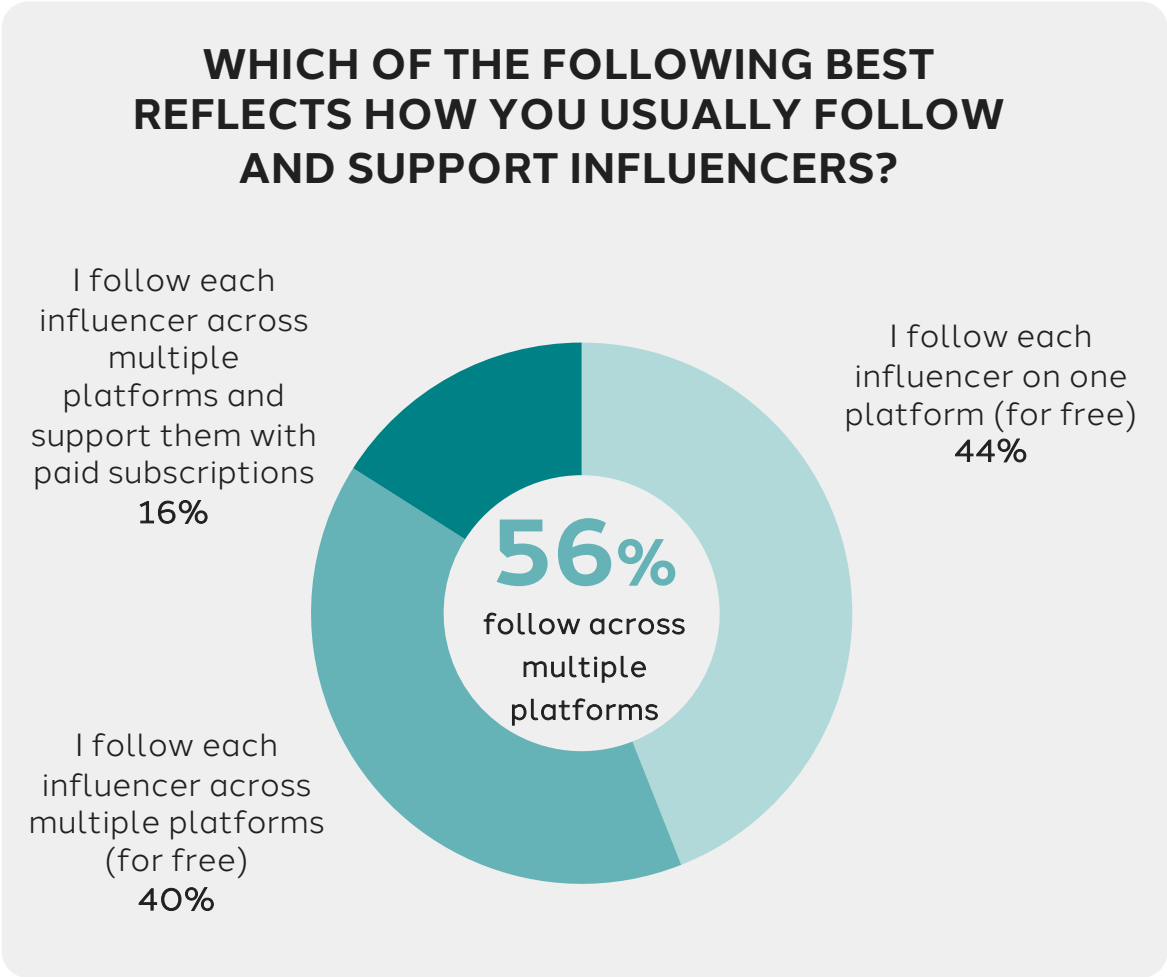 WHICH OF THE FOLLOWING BEST
REFLECTS HOW YOU USUALLY FOLLOW
AND SUPPORT INFLUENCERS?
I follow each
influencer across
multiple
platforms and
support them with
paid subscriptions
16%
I follow each
influencer on one
platform (for free)
44%
56%
follow across
multiple
platforms
I follow each
influencer across
multiple platforms
(for free)
40%